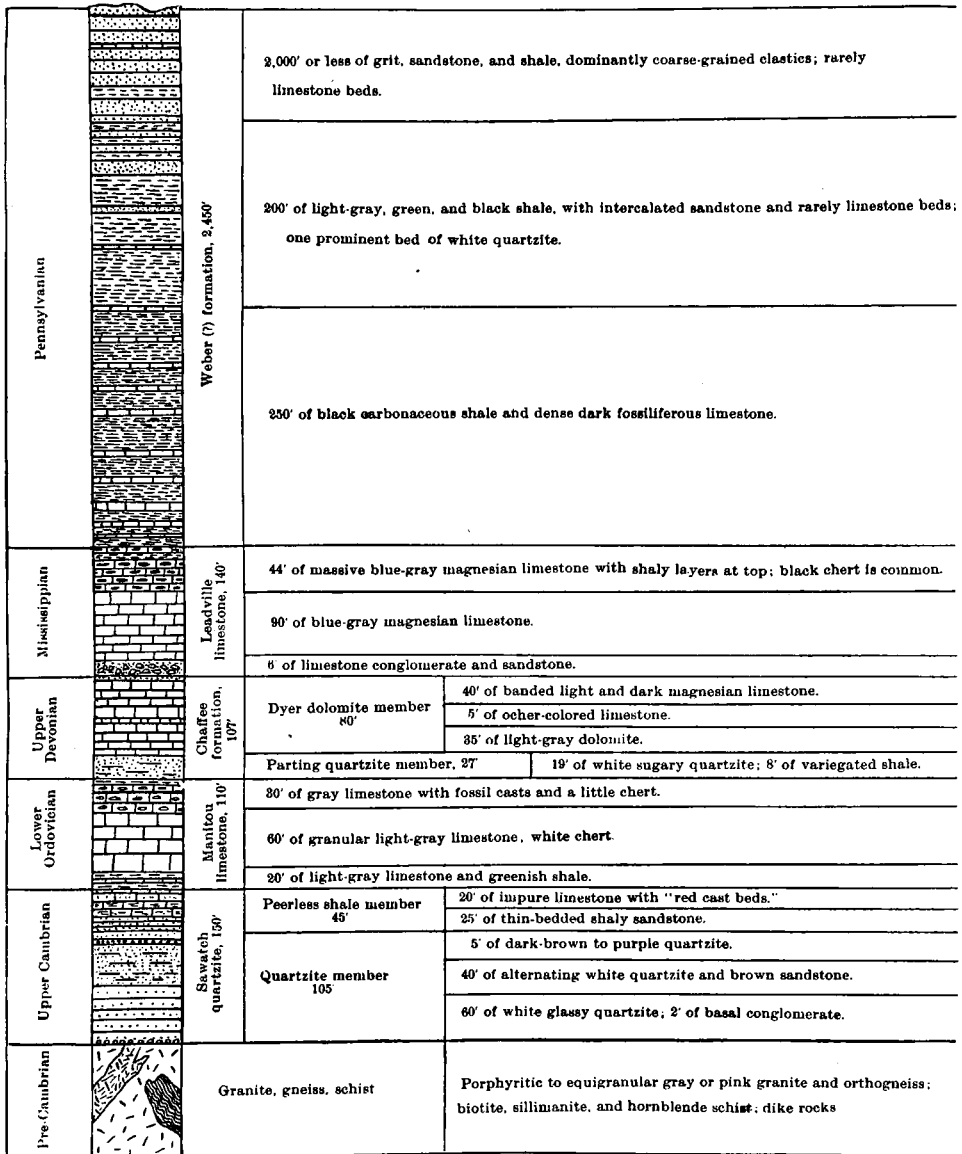 Pennsylvanian
Weber (?) formation, 2,450'
2,000' or less of grit, sandstone, and shale, dominantly coarse-grained clastics; rarely
limestone beds.
200' of light-gray, green, and black shale, with intercalated sandstone and rarely limestone beds;
one prominent bed of white quartzite.
250' of black carbonaceous shale and dense dark fossiliferous limestone.
Mississippian
Leadville
limestone, 140'
44' of massive blue-gray magnesian limestone with shaly layers at top; black chert is common.
90' of blue-gray magnesian limestone.
6' of limestone conglomerate and sandstone.
Upper
Devonian
Chaffee
formation,
107'
Dyer dolomite member
80'
40' of banded light and dark magnesian limestone.
5' of ocher-colored limestone.
35' of light-gray dolomite.
Parting quartzite member, 27'
19' of white sugary quartzite; 8' of variegated shale.
Lower
Ordovician
Manitou
limestone, 110'
30' of gray limestone with fossil casts and a little chert.
60' of granular light-gray limestone, white chert.
20' of light-gray limestone and greenish shale.
Upper Cambrian
Sawatch
quartzite, 150'
Peerless shale member
45'
20' of impure limestone with "red cast beds."
25' of thin-bedded shaly sandstone.
Quartzite member
105'
5' of dark-brown to purple quartzite.
40' of alternating white quartzite and brown sandstone.
60' of white glassy quartzite; 2' of basal conglomerate.
Pre-Cambrian
Granite, gneiss, schist
Porphyritic to equigranular gray or pink granite and orthogneiss;
biotite, sillimanite, and hornblende schist; dike rocks